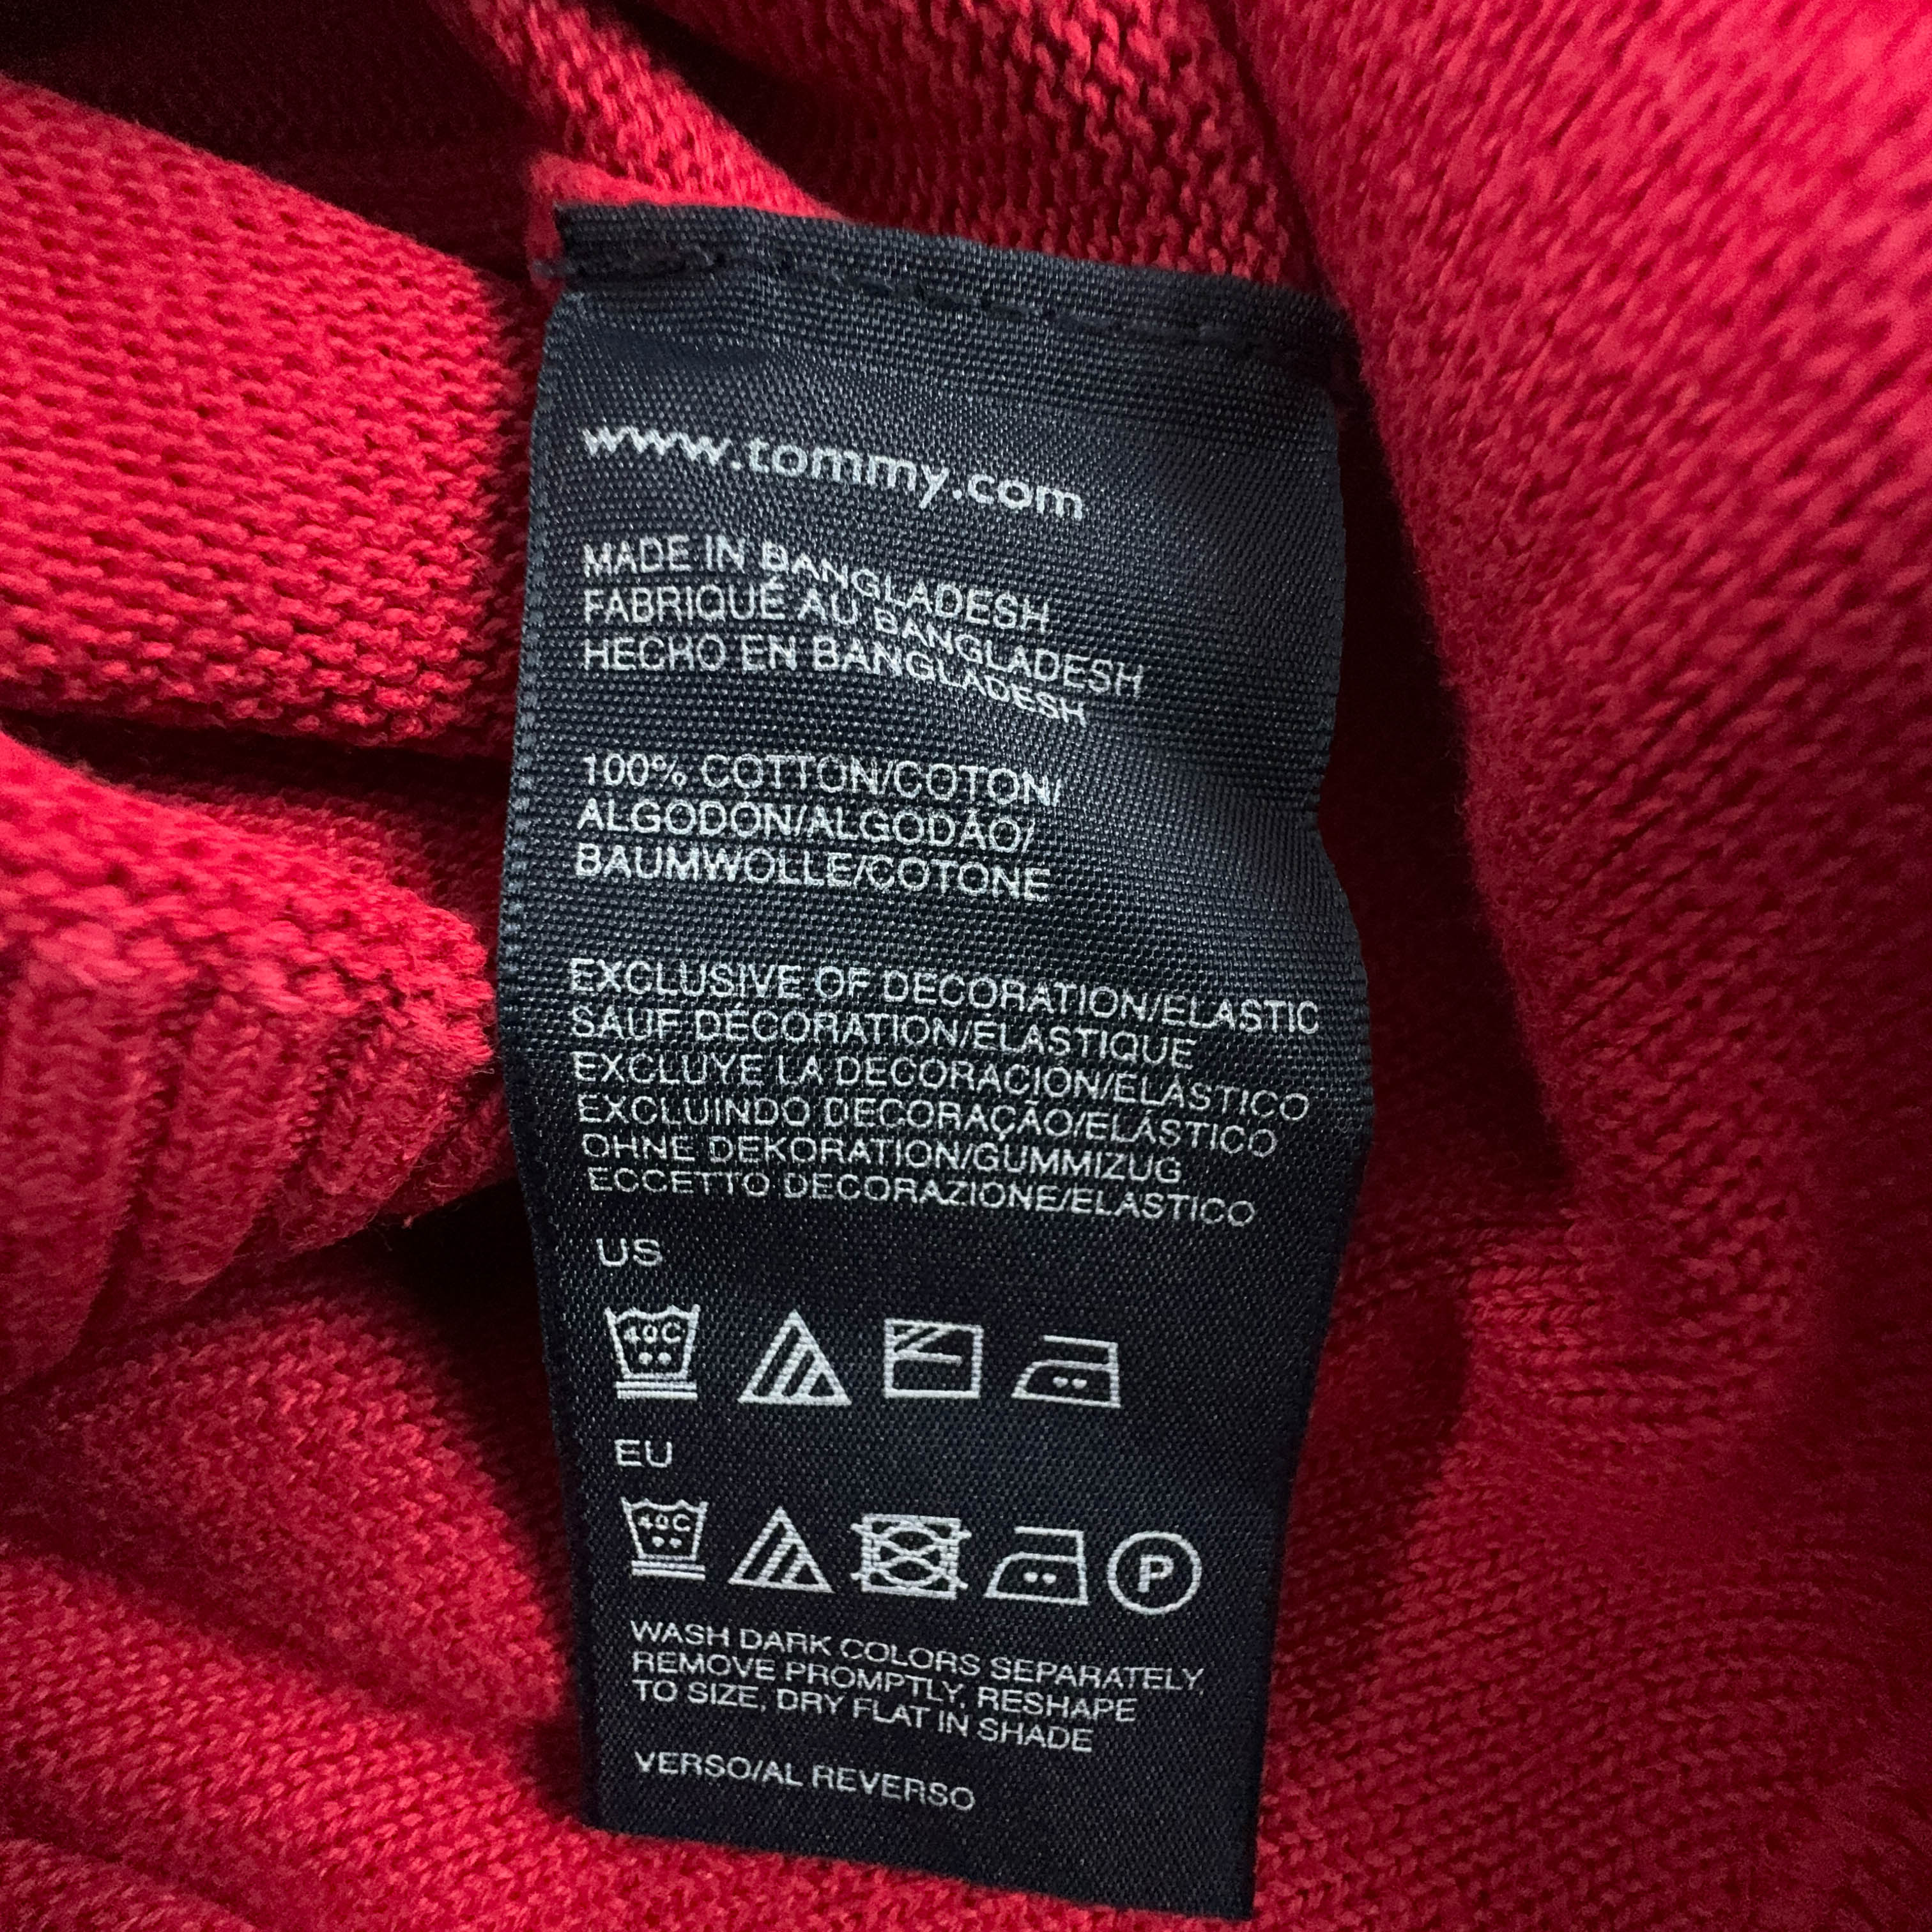 www.tommy.com
MADE IN BANGLADESH
FABRIQUÉ AU BANGLADESH
HECHO EN BANGLADESH
100% COTTON/COTON/
ALGODÓN/ALGODÃO/
BAUMWOLLE/COTONE
EXCLUSIVE OF DECORATION/ELASTIC
SAUF DÉCORATION/ÉLASTIQUE
EXCLUYE LA DECORACIÓN/ELÁSTICO
EXCLUINDO DECORAÇÃO/ELÁSTICO
OHNE DEKORATION/GUMMIZUG
ECCETTO DECORAZIONE/ELASTICO
US
40C
EU
40C
P
WASH DARK COLORS SEPARATELY,
REMOVE PROMPTLY, RESHAPE
TO SIZE, DRY FLAT IN SHADE
VERSO/AL REVERSO